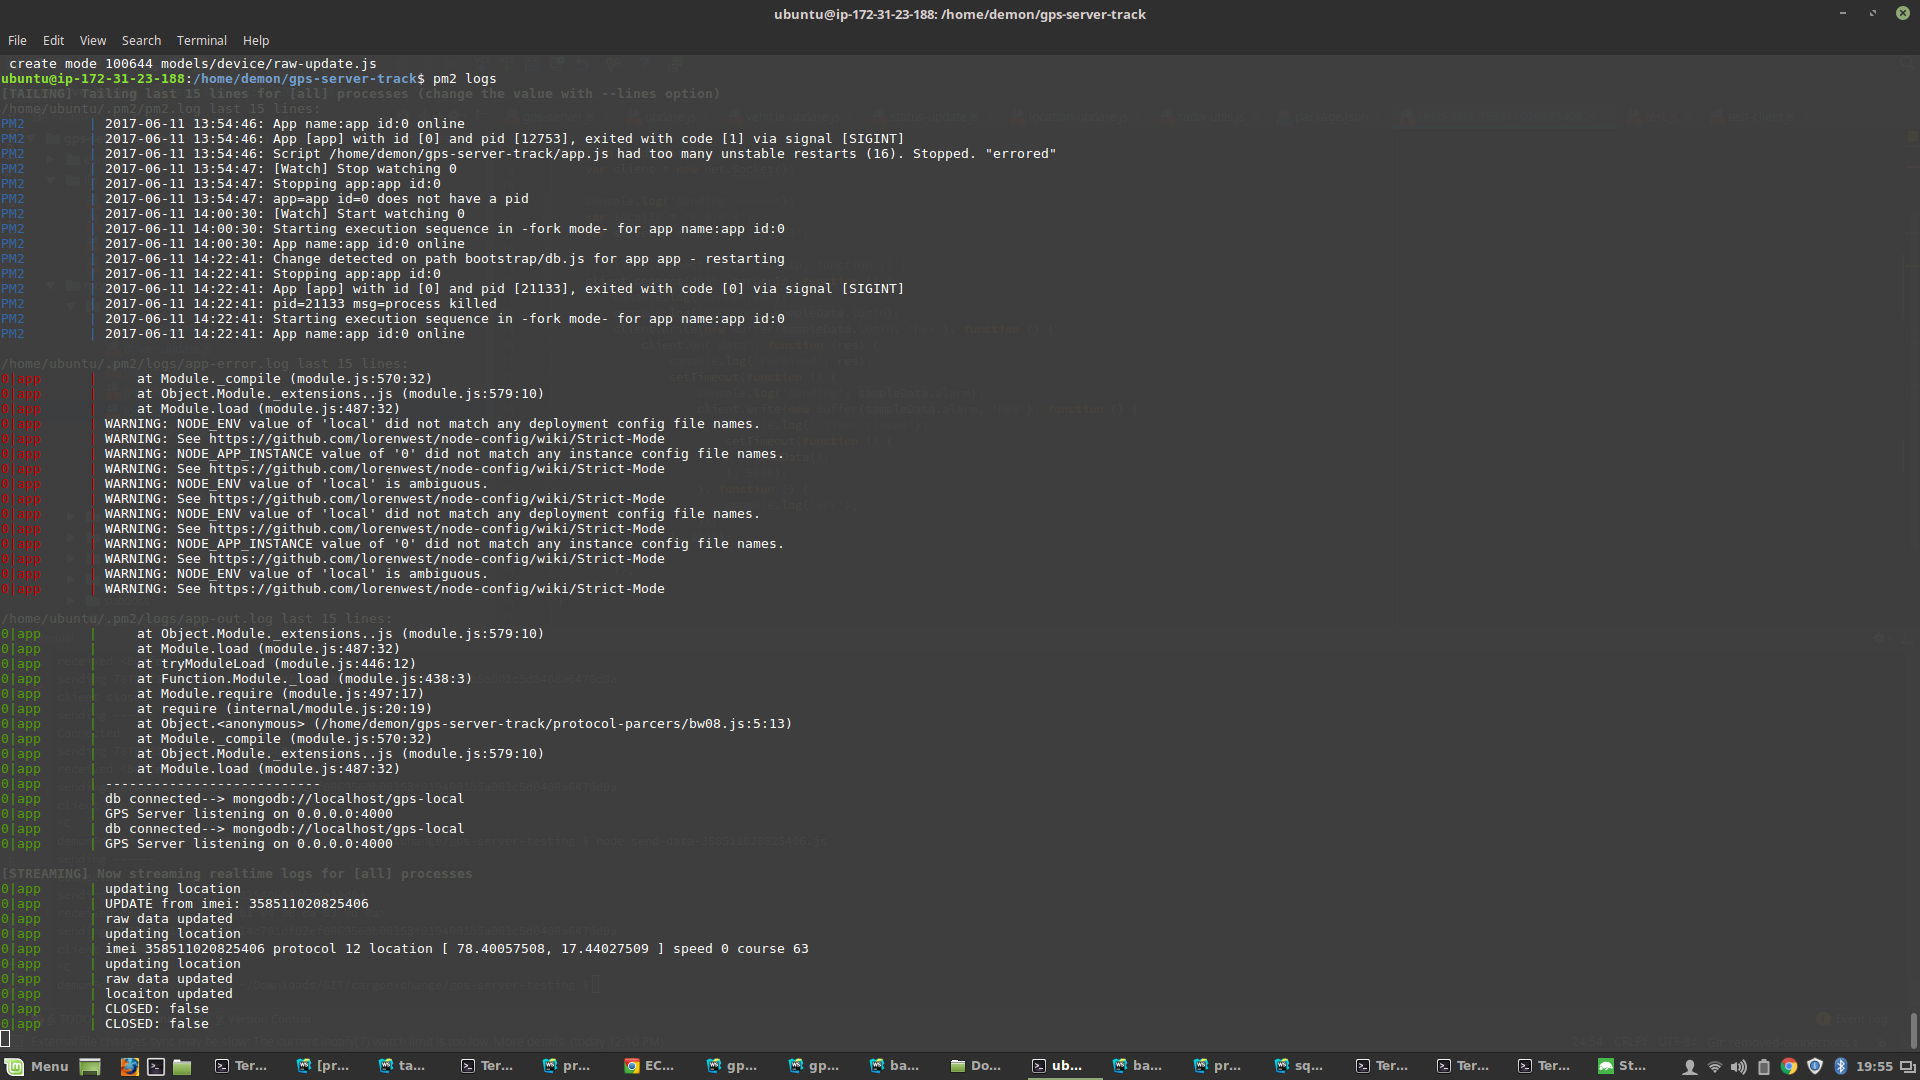 ubuntu@ip-172-31-23-188: /home/demon/gps-server-track
File Edit View Search Terminal Help
create mode 100644 models/device/raw-update.js
ubuntu@ip-172-31-23-188:/home/demon/gps-server-track$ pm2 logs
[TAILING] Tailing last 15 lines for [all] processes (change the value with --lines option)
/home/ubuntu/.pm2/pm2.log last 15 lines:
PM2 | 2017-06-11 13:54:46: App name:app id:0 online
PM2 | 2017-06-11 13:54:46: App [app] with id [0] and pid [12753], exited with code [1] via signal [SIGINT]
PM2 | 2017-06-11 13:54:46: Script /home/demon/gps-server-track/app.js had too many unstable restarts (16). Stopped. "errored"
PM2 | 2017-06-11 13:54:47: [Watch] Stop watching 0
PM2 | 2017-06-11 13:54:47: Stopping app:app id:0
PM2 | 2017-06-11 13:54:47: app=app id=0 does not have a pid
PM2 | 2017-06-11 14:00:30: [Watch] Start watching 0
PM2 | 2017-06-11 14:00:30: Starting execution sequence in -fork mode- for app name:app id:0
PM2 | 2017-06-11 14:00:30: App name:app id:0 online
PM2 | 2017-06-11 14:22:41: Change detected on path bootstrap/db.js for app app - restarting
PM2 | 2017-06-11 14:22:41: Stopping app:app id:0
PM2 | 2017-06-11 14:22:41: App [app] with id [0] and pid [21133], exited with code [0] via signal [SIGINT]
PM2 | 2017-06-11 14:22:41: pid=21133 msg=process killed
PM2 | 2017-06-11 14:22:41: Starting execution sequence in -fork mode- for app name:app id:0
PM2 | 2017-06-11 14:22:41: App name:app id:0 online
/home/ubuntu/.pm2/logs/app-error.log last 15 lines:
0|app | at Module._compile (module.js:570:32)
0|app | at Object.Module._extensions..js (module.js:579:10)
0|app | at Module.load (module.js:487:32)
0|app | WARNING: NODE_ENV value of 'local' did not match any deployment config file names.
0|app | WARNING: See https://github.com/lorenwest/node-config/wiki/Strict-Mode
0|app | WARNING: NODE_APP_INSTANCE value of '0' did not match any instance config file names.
0|app | WARNING: See https://github.com/lorenwest/node-config/wiki/Strict-Mode
0|app | WARNING: NODE_ENV value of 'local' is ambiguous.
0|app | WARNING: See https://github.com/lorenwest/node-config/wiki/Strict-Mode
0|app | WARNING: NODE_ENV value of 'local' did not match any deployment config file names.
0|app | WARNING: See https://github.com/lorenwest/node-config/wiki/Strict-Mode
0|app | WARNING: NODE_APP_INSTANCE value of '0' did not match any instance config file names.
0|app | WARNING: See https://github.com/lorenwest/node-config/wiki/Strict-Mode
0|app | WARNING: NODE_ENV value of 'local' is ambiguous.
0|app | WARNING: See https://github.com/lorenwest/node-config/wiki/Strict-Mode
/home/ubuntu/.pm2/logs/app-out.log last 15 lines:
0|app | at Object.Module._extensions..js (module.js:579:10)
0|app | at Module.load (module.js:487:32)
0|app | at tryModuleLoad (module.js:446:12)
0|app | at Function.Module._load (module.js:438:3)
0|app | at Module.require (module.js:497:17)
0|app | at require (internal/module.js:20:19)
0|app | at Object.<anonymous> (/home/demon/gps-server-track/protocol-parcers/bw08.js:5:13)
0|app | at Module._compile (module.js:570:32)
0|app | at Object.Module._extensions..js (module.js:579:10)
0|app | at Module.load (module.js:487:32)
0|app | ---------------------------
0|app | db connected--> mongodb://localhost/gps-local
0|app | GPS Server listening on 0.0.0.0:4000
0|app | db connected--> mongodb://localhost/gps-local
0|app | GPS Server listening on 0.0.0.0:4000
[STREAMING] Now streaming realtime logs for [all] processes
0|app | updating location
0|app | UPDATE from imei: 358511020825406
0|app | raw data updated
0|app | updating location
0|app | imei 358511020825406 protocol 12 location [ 78.40057508, 17.44027509 ] speed 0 course 63
0|app | updating location
0|app | raw data updated
0|app | locaiton updated
0|app | CLOSED: false
0|app | CLOSED: false
Menu Ter... [pr... ta... Ter... pr... EC... gp... gp... ba... Do... ub... ba... pr... sq... Ter... Ter... Ter... St... 19:55